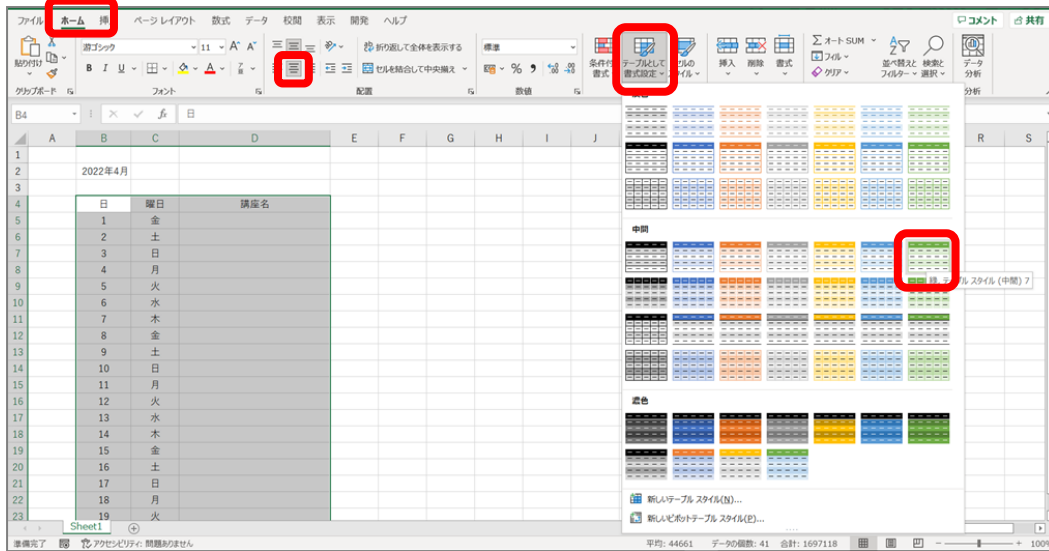 ファイル ホーム 挿 ページ レイアウト 数式 データ 校閲 表示 開発 ヘルプ コメント 共有
游ゴシック 11 A A 折り返して全体を表示する 標準 Σ オート SUM
貼り付け B I U セルを結合して中央揃え % 条件付 書式 テーブルとして 書式設定 セルの スタイル 挿入 削除 書式 フィル クリア 並べ替えと フィルター 検索と 選択 データ 分析
クリップボード フォント 配置 数値 分析
B4 fx 日
A B C D E F G H I J R S
1
2 2022年4月
3
4 日 曜日 講座名
5 1 金
6 2 土
7 3 日
8 4 月
9 5 火
10 6 水
11 7 木
12 8 金
13 9 土
14 10 日
15 11 月
16 12 火
17 13 水
18 14 木
19 15 金
20 16 土
21 17 日
22 18 月
23 19 火
中間
緑, テーブル スタイル (中間) 7
濃色
新しいテーブル スタイル(N)...
新しいピボットテーブル スタイル(P)...
Sheet1
準備完了 アクセシビリティ: 問題ありません 平均: 44661 データの個数: 41 合計: 1697118 100%